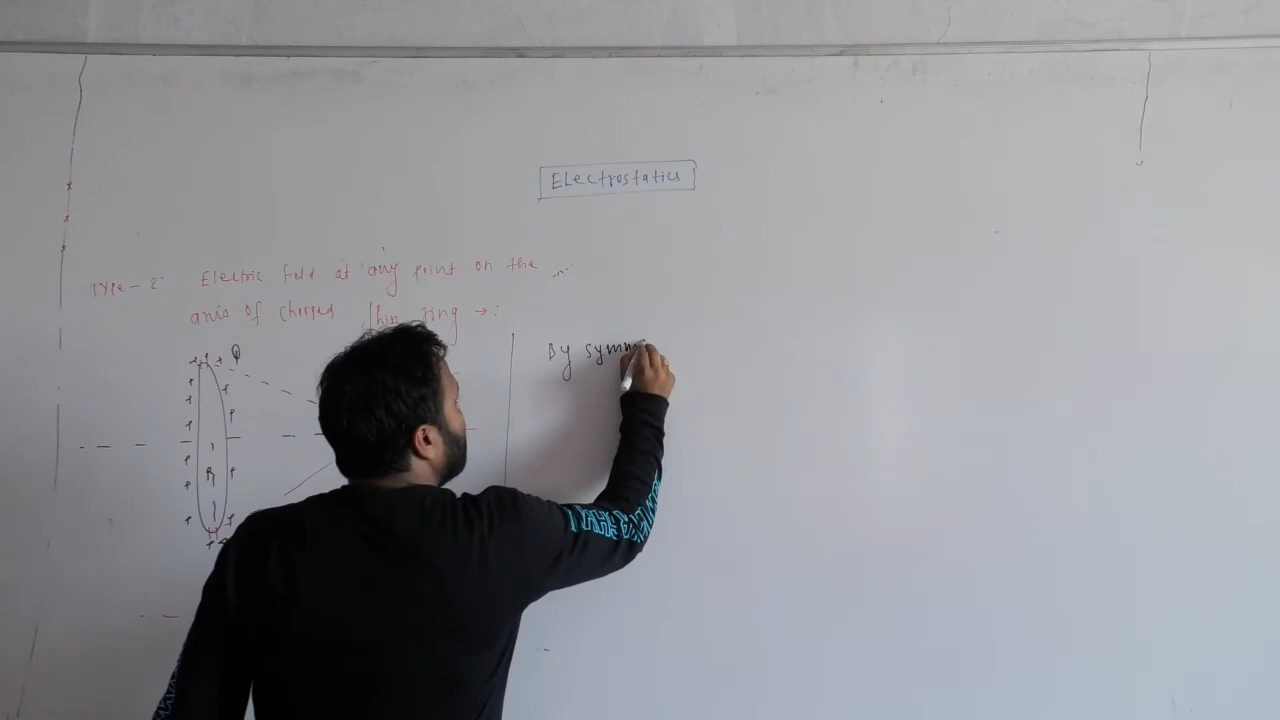 ELectrostatics
TYPe - 2: Electric field at any point on the
axis of charged thin ring →:
Q
By Symm
R